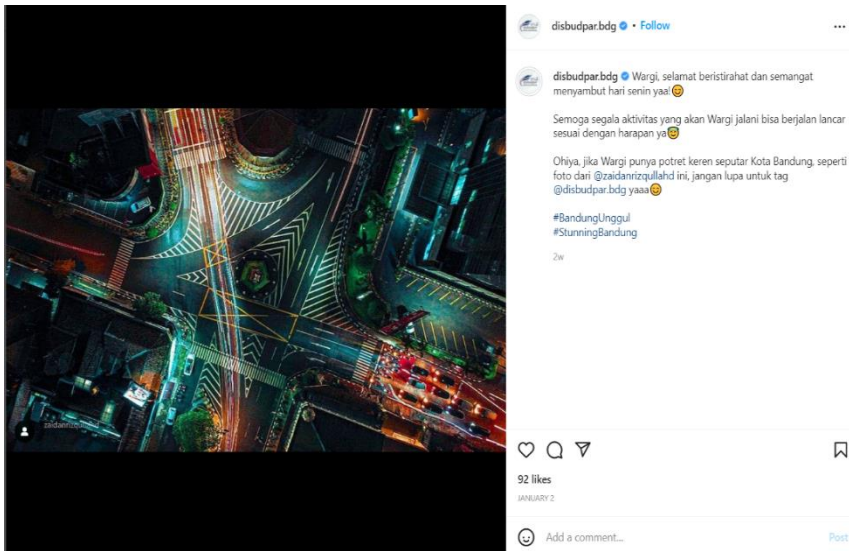 disbudpar.bdg • Follow
disbudpar.bdg Wargi, selamat beristirahat dan semangat
menyambut hari senin yaa!😊
Semoga segala aktivitas yang akan Wargi jalani bisa berjalan lancar
sesuai dengan harapan ya😇
Ohiya, jika Wargi punya potret keren seputar Kota Bandung, seperti
foto dari @zaidanrizqullahd ini, jangan lupa untuk tag
@disbudpar.bdg yaaa😊
#BandungUnggul
#StunningBandung
2w
zaidanrizqullahd
92 likes
JANUARY 2
Add a comment...
Post